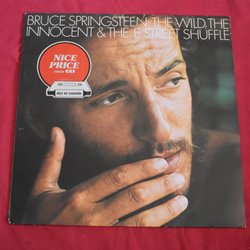 BRUCE SPRINGSTEEN: THE WILD, THE
INNOCENT & THE E STREET SHUFFLE
NICE
PRICE